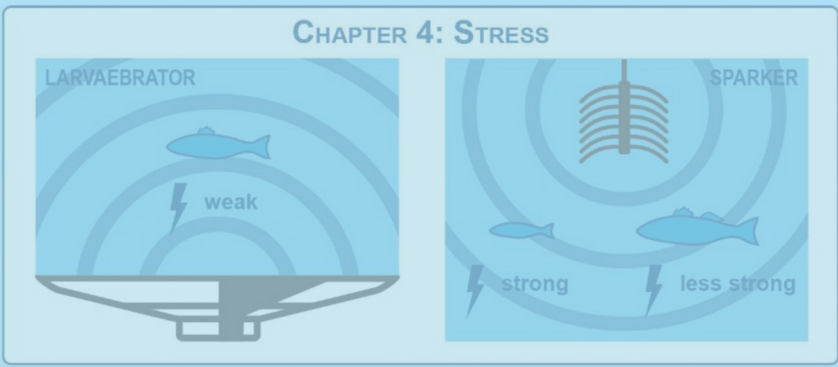 CHAPTER 4: STRESS
LARVAEBRATOR
SPARKER
weak
strong
less strong